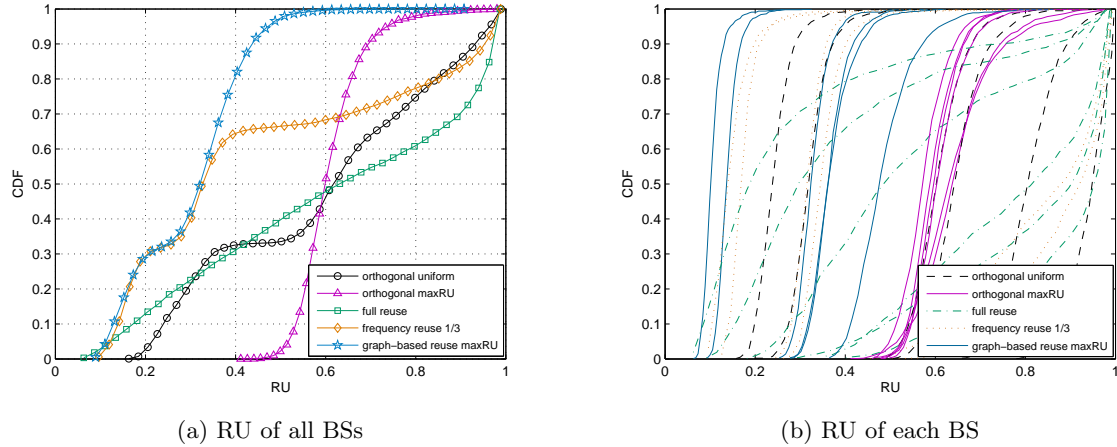 1
0.9
0.8
0.7
0.6
0.5
0.4
0.3
0.2
0.1
0
CDF
0 0.2 0.4 0.6 0.8 1
RU
orthogonal uniform
orthogonal maxRU
full reuse
frequency reuse 1/3
graph-based reuse maxRU
(a) RU of all BSs
1
0.9
0.8
0.7
0.6
0.5
0.4
0.3
0.2
0.1
0
CDF
0 0.2 0.4 0.6 0.8 1
RU
orthogonal uniform
orthogonal maxRU
full reuse
frequency reuse 1/3
graph-based reuse maxRU
(b) RU of each BS